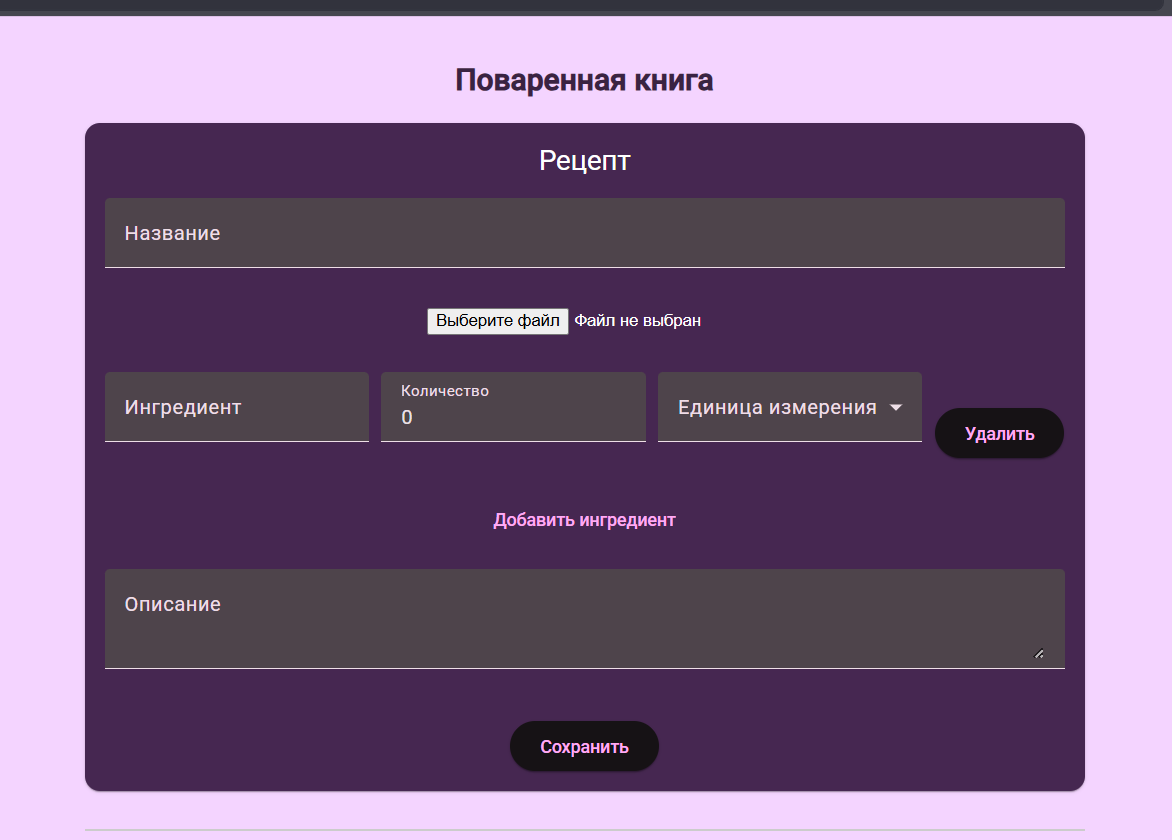 Поваренная книга
Рецепт
Название
Выберите файл Файл не выбран
Ингредиент
Количество
0
Единица измерения
Удалить
Добавить ингредиент
Описание
Сохранить